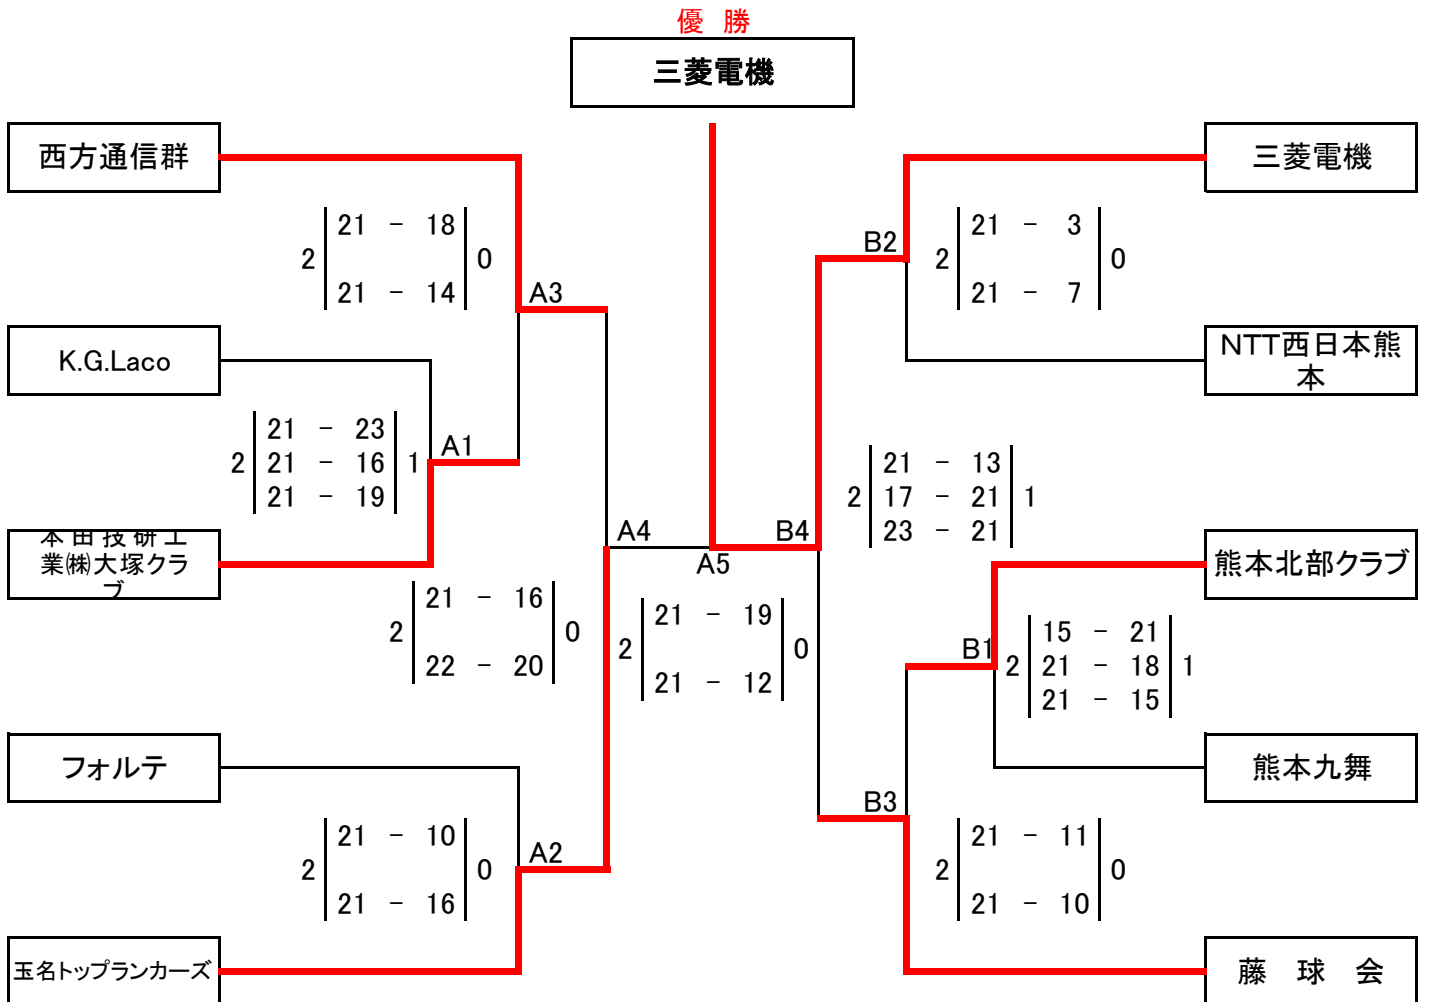 優 勝
三菱電機
西方通信群
三菱電機
21 - 18
2 0
21 - 14
A3
B2
21 - 3
2 0
21 - 7
K.G.Laco
NTT西日本熊
本
21 - 23
2 21 - 16 1
21 - 19
A1
21 - 13
2 17 - 21 1
23 - 21
本田技研工
業㈱大塚クラ
ブ
A4
B4
A5
熊本北部クラブ
21 - 16
2 0
22 - 20
21 - 19
2 0
21 - 12
B1
15 - 21
2 21 - 18 1
21 - 15
フォルテ
熊本九舞
21 - 10
2 0
21 - 16
A2
B3
21 - 11
2 0
21 - 10
玉名トップランカーズ
藤 球 会